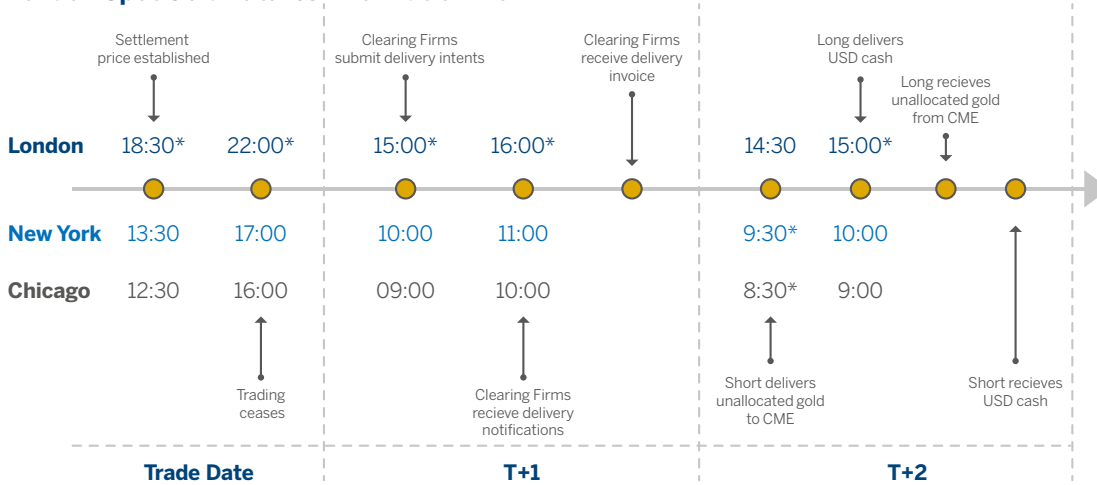 Settlement
price established
Clearing Firms
submit delivery intents
Clearing Firms
receive delivery
invoice
Long delivers
USD cash
Long recieves
unallocated gold
from CME
London 18:30* 22:00* 15:00* 16:00* 14:30 15:00*
New York 13:30 17:00 10:00 11:00 9:30* 10:00
Chicago 12:30 16:00 09:00 10:00 8:30* 9:00
Trading
ceases
Clearing Firms
recieve delivery
notifications
Short delivers
unallocated gold
to CME
Short recieves
USD cash
Trade Date T+1 T+2